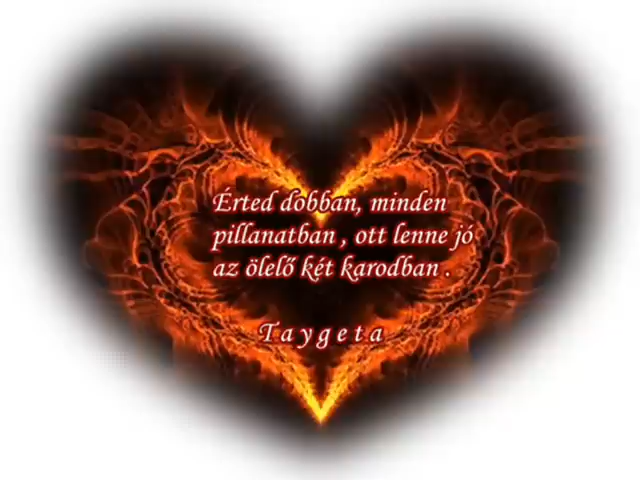 Érted dobban, minden
pillanatban , ott lenne jó
az ölelő két karodban .
T a y g e t a